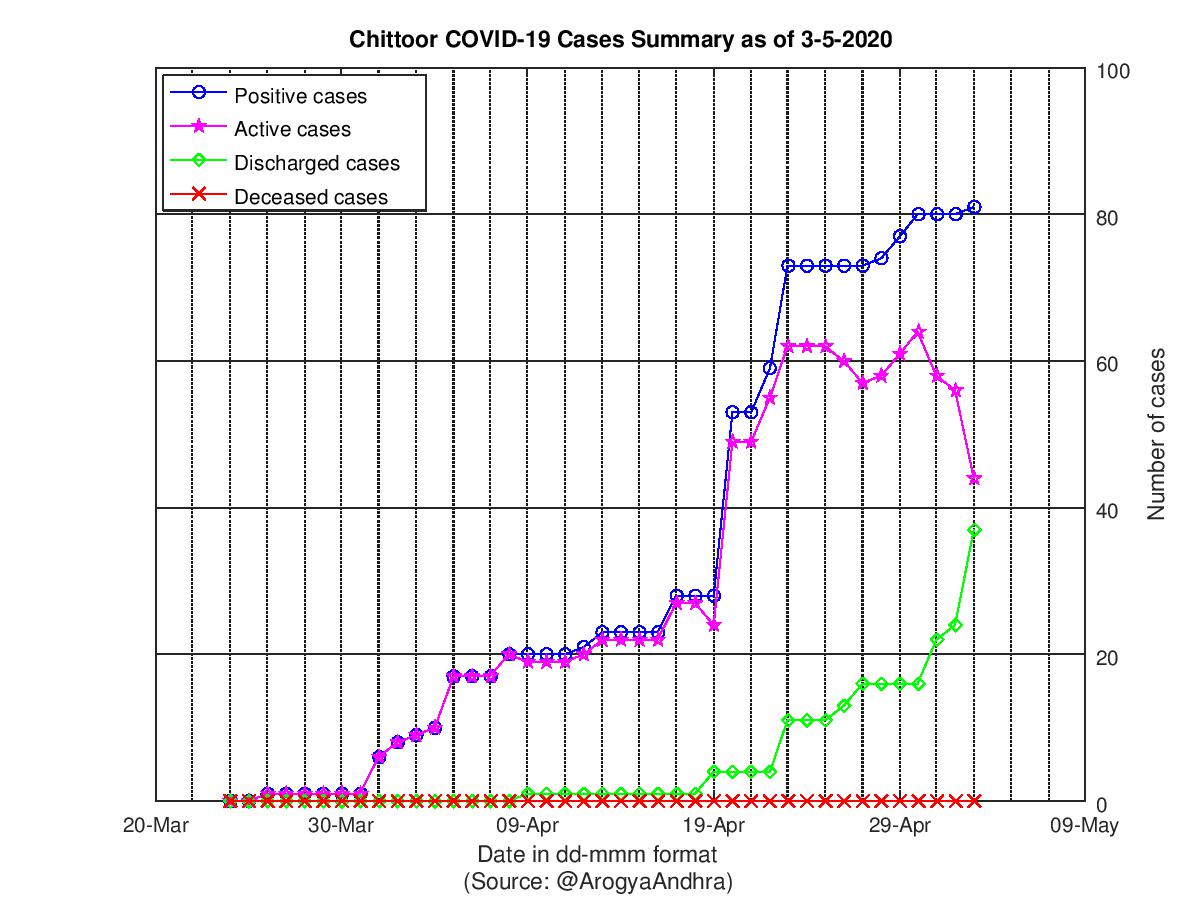 Chittoor COVID-19 Cases Summary as of 3-5-2020
Positive cases
Active cases
Discharged cases
Deceased cases
100
80
60
40
20
0
Number of cases
20-Mar 30-Mar 09-Apr 19-Apr 29-Apr 09-May
Date in dd-mmm format
(Source: @ArogyaAndhra)